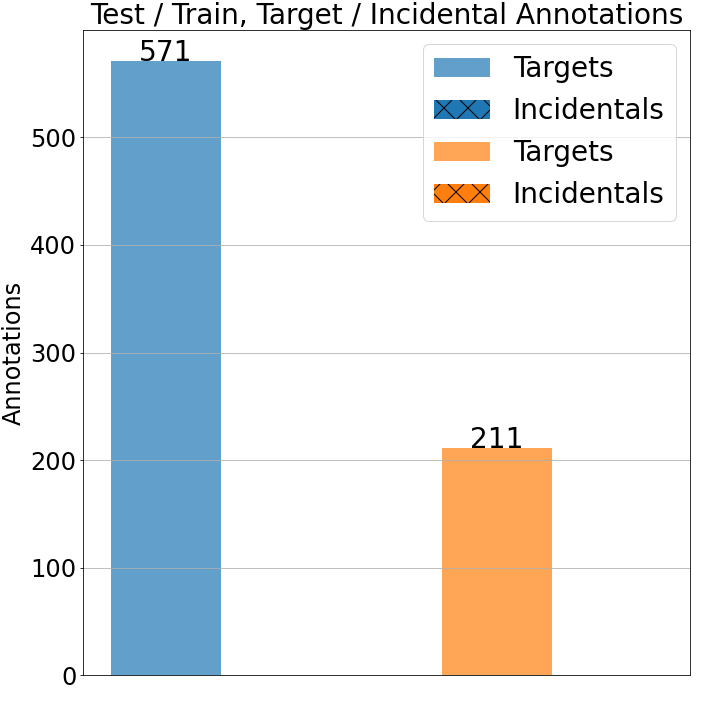 Test / Train, Target / Incidental Annotations
571
Targets
Incidentals
Targets
Incidentals
500
400
300
200
100
0
Annotations
211